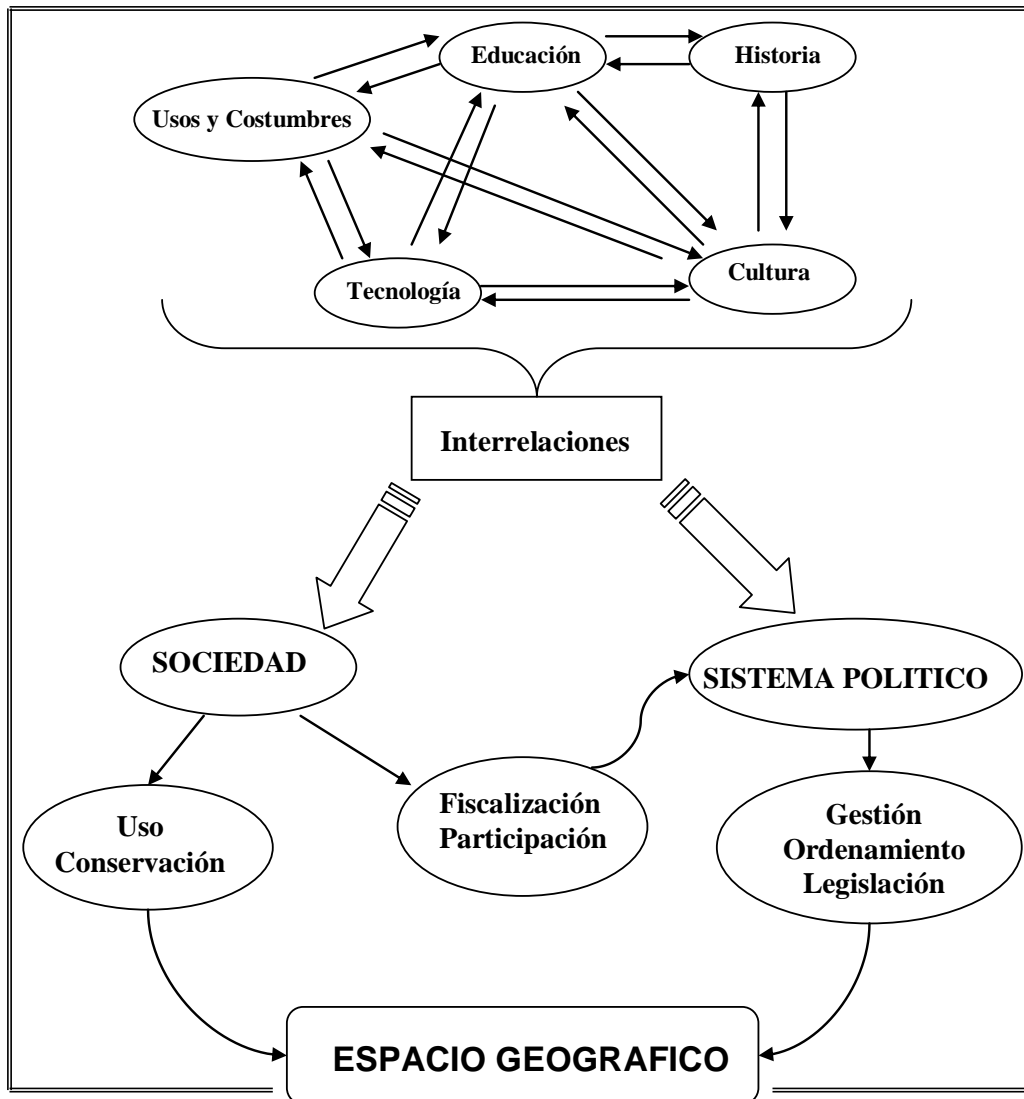 Educación
Historia
Usos y Costumbres
Tecnología
Cultura
Interrelaciones
SOCIEDAD
SISTEMA POLITICO
Uso
Conservación
Fiscalización
Participación
Gestión
Ordenamiento
Legislación
ESPACIO GEOGRAFICO